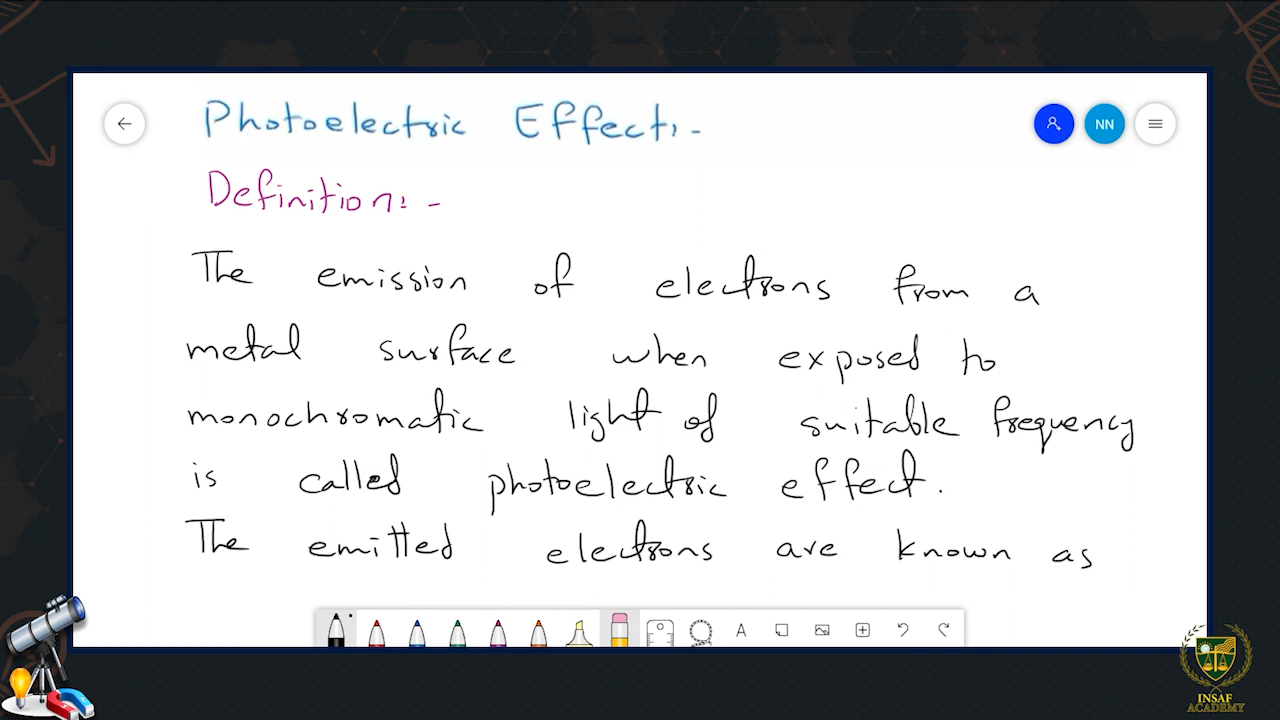 Photoelectric Effect:-
NN
Definition:-
The emission of electrons from a
metal surface when exposed to
monochromatic light of suitable frequency
is called photoelectric effect.
The emitted electrons are known as
A
INSAF
ACADEMY